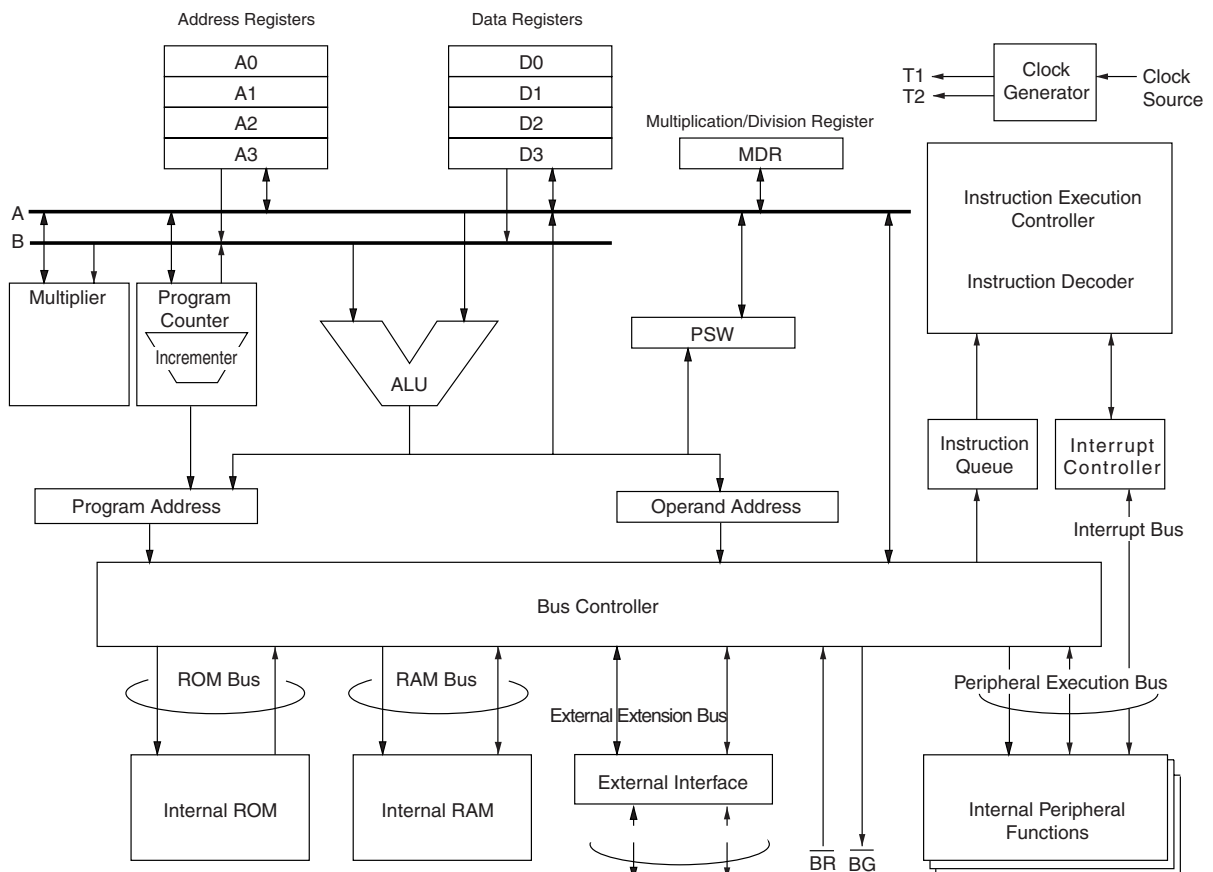 Address Registers
Data Registers
A0
A1
A2
A3
D0
D1
D2
D3
Multiplication/Division Register
MDR
T1
T2
Clock
Generator
Clock
Source
A
B
Instruction Execution
Controller
Instruction Decoder
Multiplier
Program
Counter
Incrementer
ALU
PSW
Instruction
Queue
Interrupt
Controller
Program Address
Operand Address
Interrupt Bus
Bus Controller
ROM Bus
RAM Bus
External Extension Bus
Peripheral Execution Bus
Internal ROM
Internal RAM
External Interface
BR
BG
Internal Peripheral
Functions